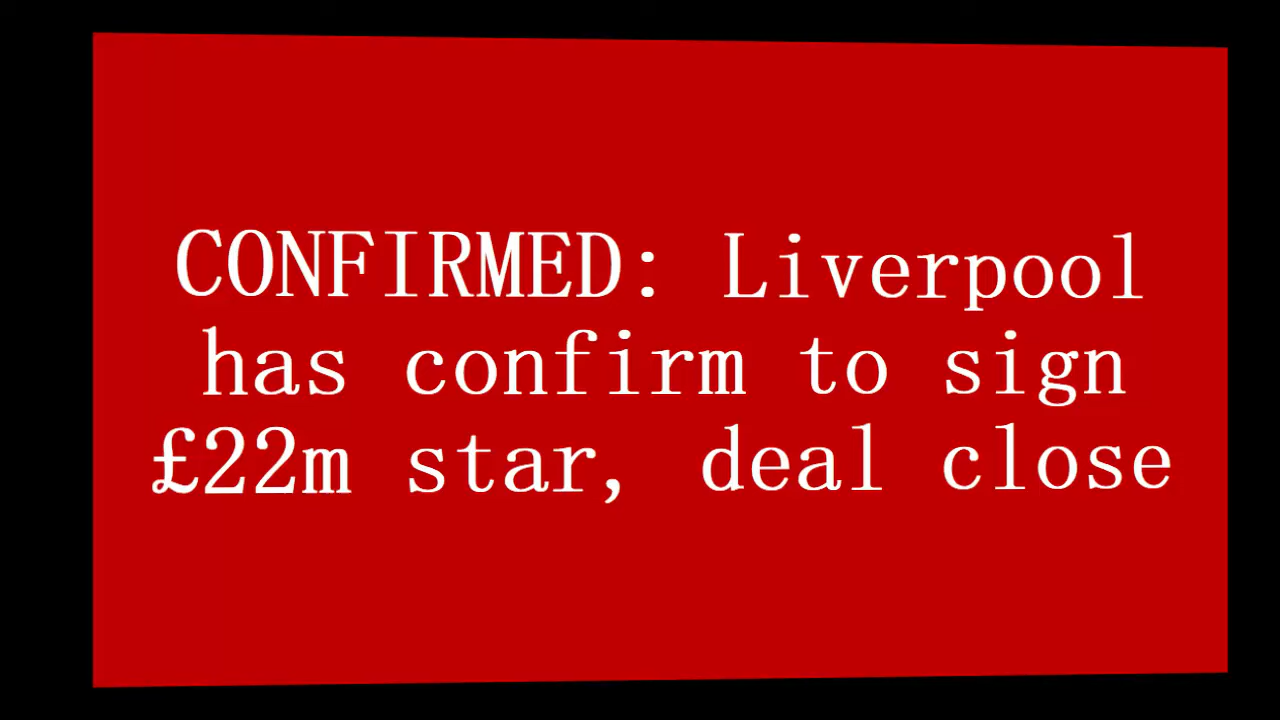 CONFIRMED: Liverpool
has confirm to sign
£22m star, deal close